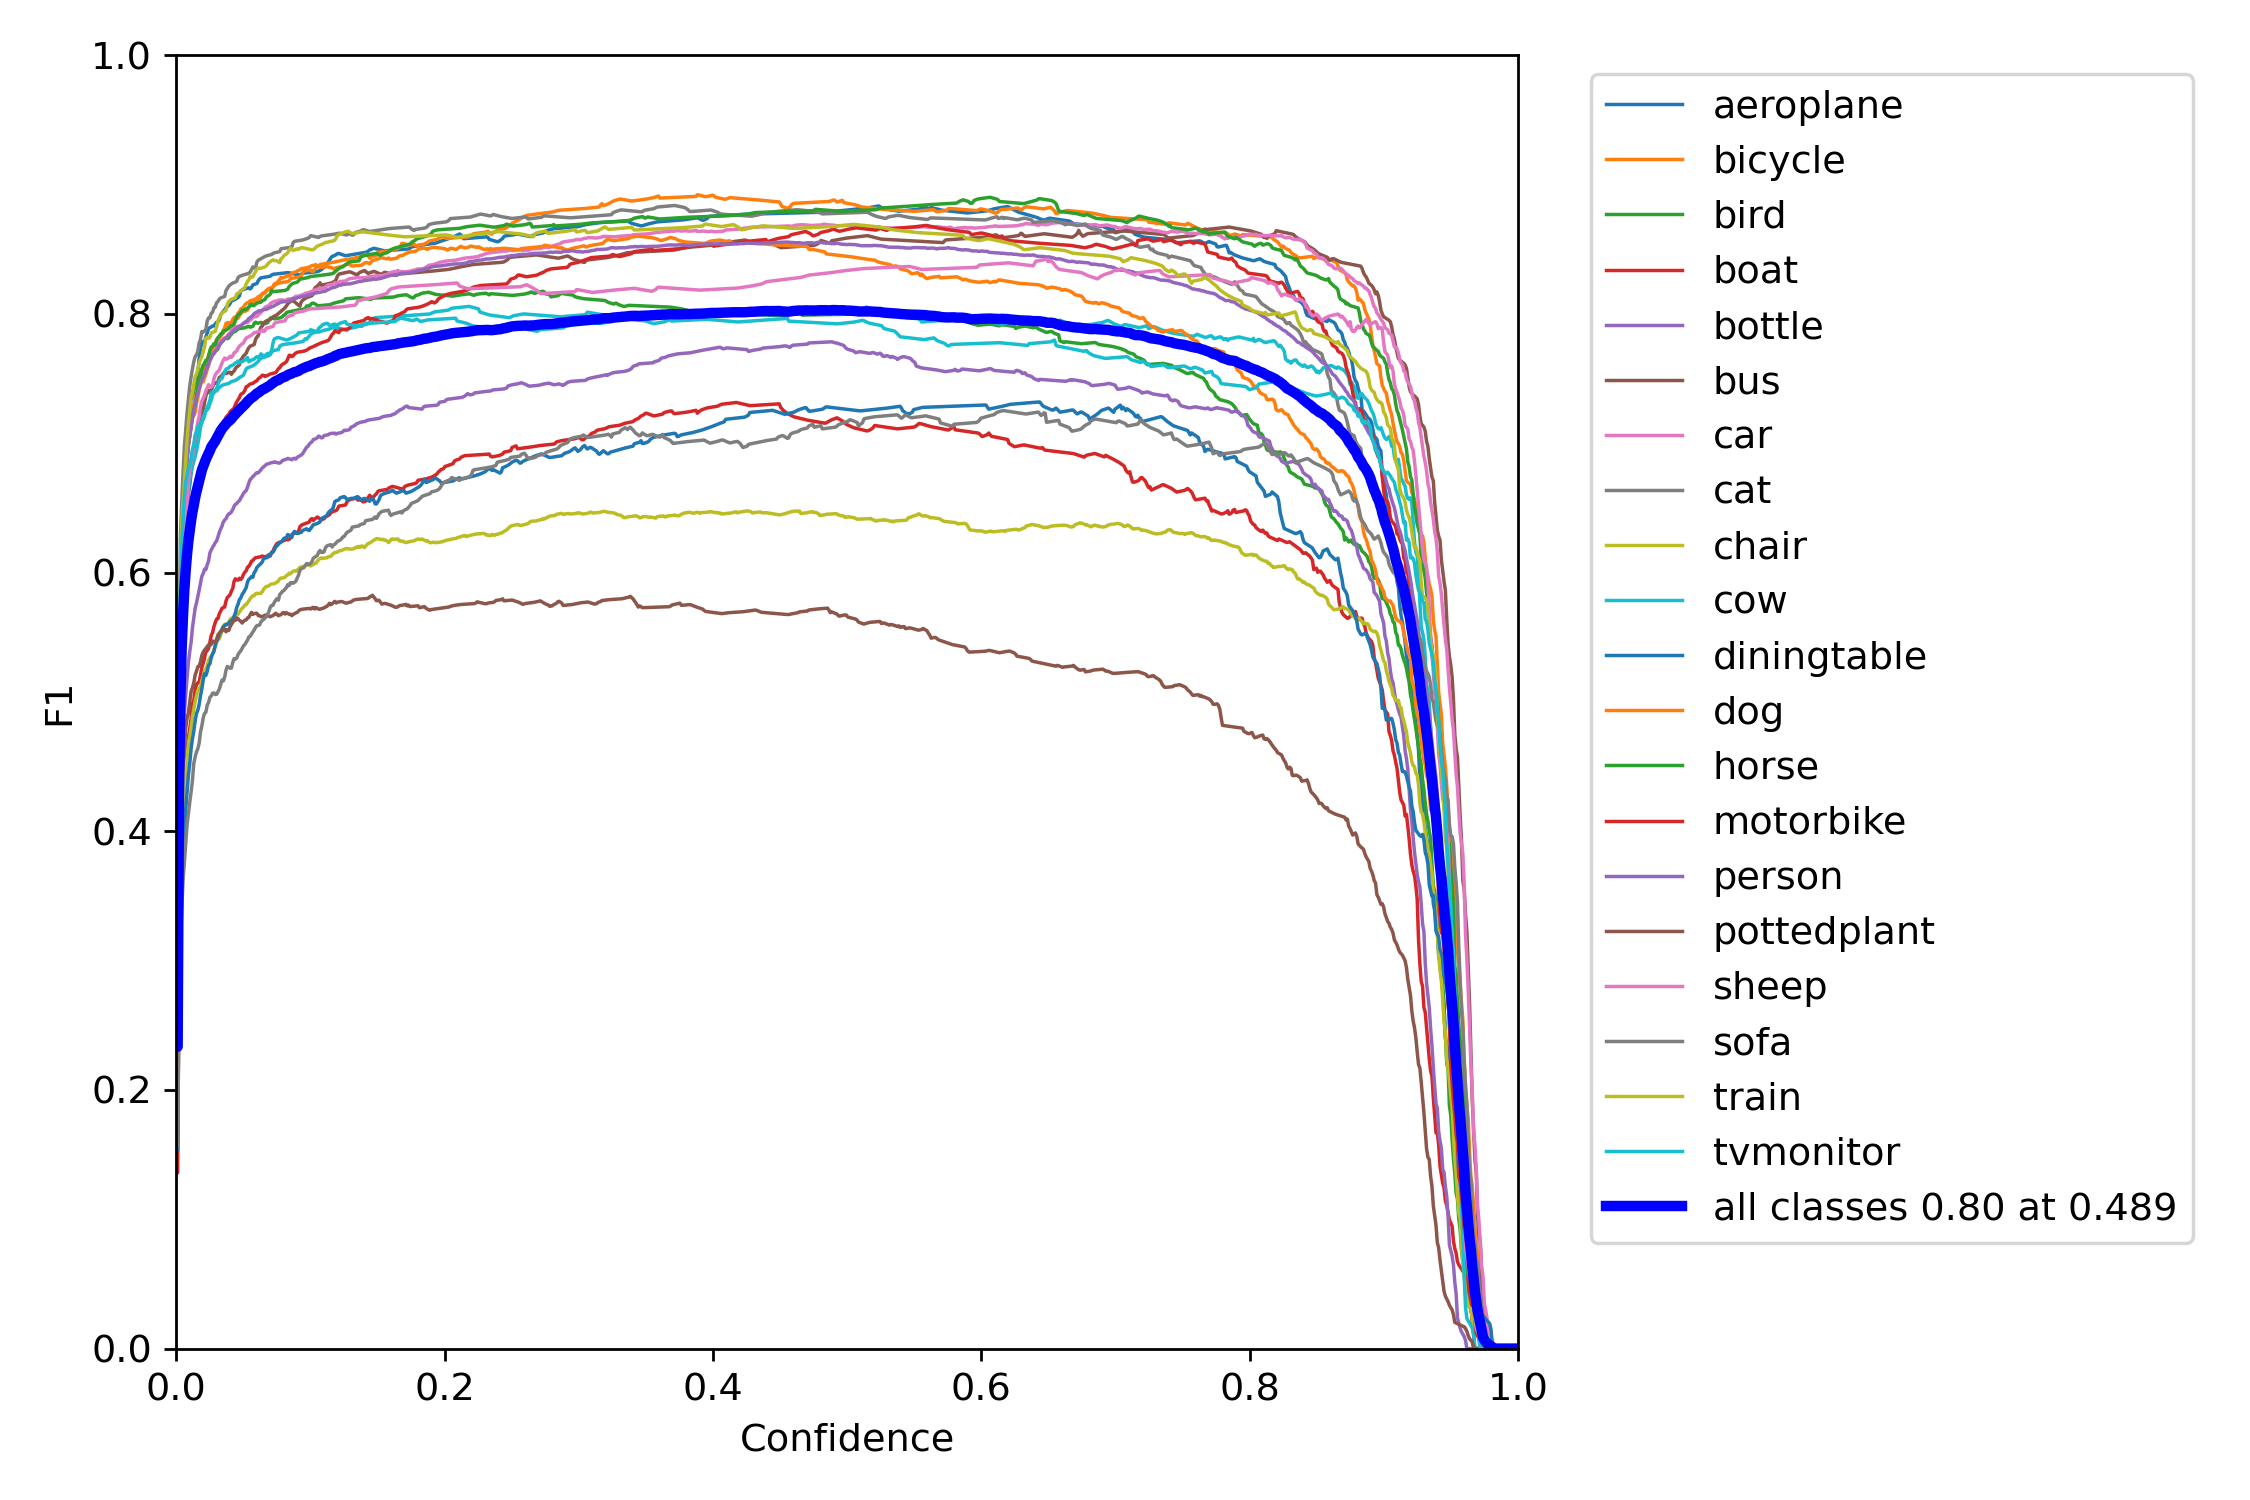 1.0
0.8
0.6
0.4
0.2
0.0
F1
0.0 0.2 0.4 0.6 0.8 1.0
Confidence
aeroplane
bicycle
bird
boat
bottle
bus
car
cat
chair
cow
diningtable
dog
horse
motorbike
person
pottedplant
sheep
sofa
train
tvmonitor
all classes 0.80 at 0.489